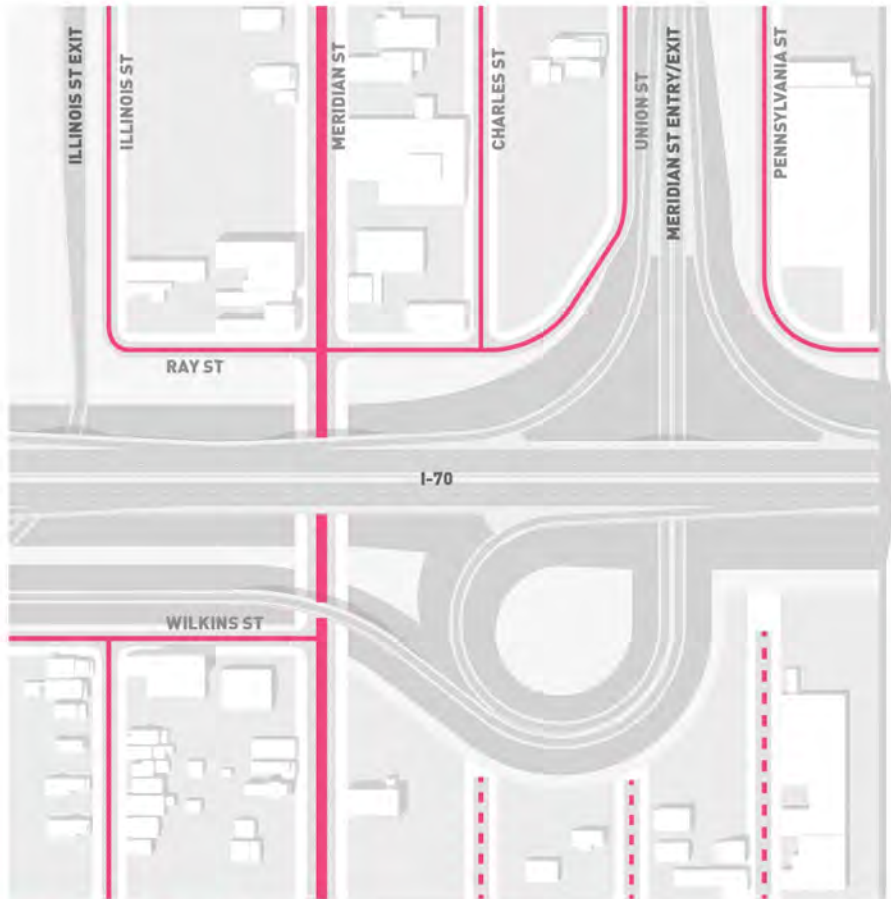 ILLINOIS ST EXIT
ILLINOIS ST
MERIDIAN ST
CHARLES ST
UNION ST
MERIDIAN ST ENTRY/EXIT
PENNSYLVANIA ST
RAY ST
I-70
WILKINS ST